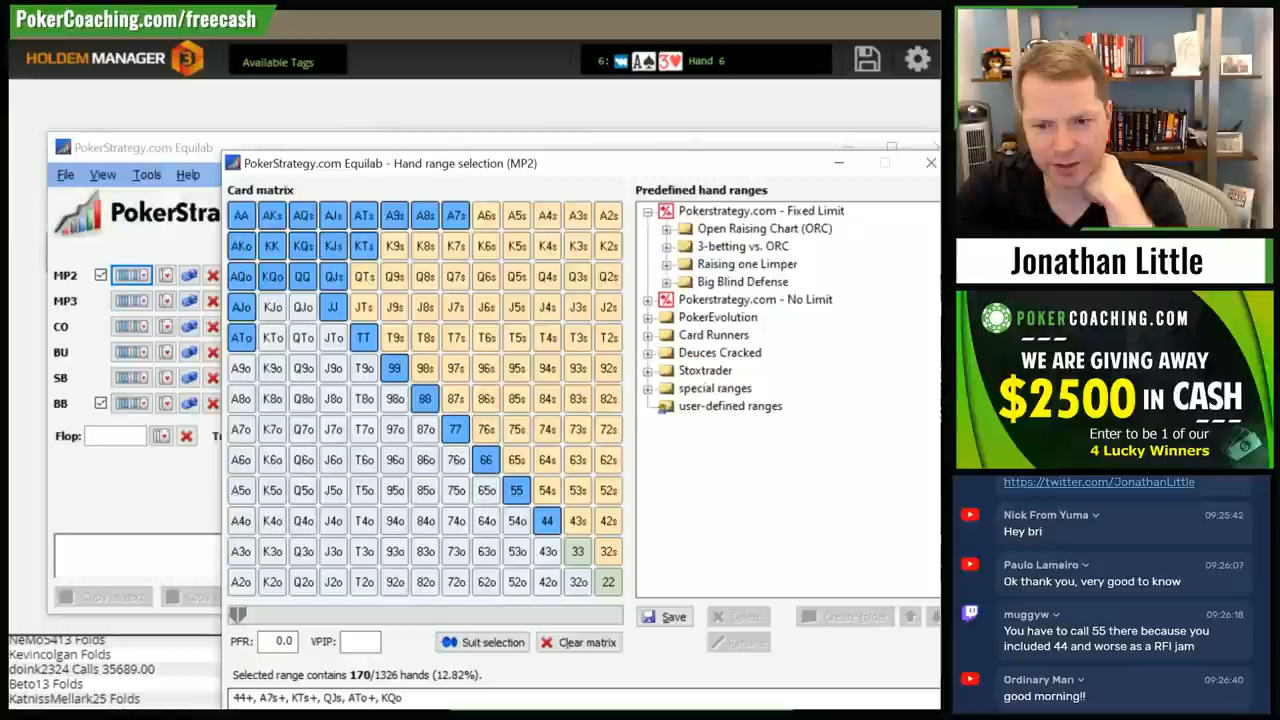 PokerCoaching.com/freecash
HOLDEM MANAGER 3
Available Tags
6: A♠ 3♥ Hand 6
PokerStrategy.com Equilab
File View Tools Help
PokerStra
MP2
MP3
CO
BU
SB
BB
Flop:
PokerStrategy.com Equilab - Hand range selection (MP2)
Card matrix
AA AKs AQs AJs ATs A9s A8s A7s A6s A5s A4s A3s A2s
AKo KK KQs KJs KTs K9s K8s K7s K6s K5s K4s K3s K2s
AQo KQo QQ QJs QTs Q9s Q8s Q7s Q6s Q5s Q4s Q3s Q2s
AJo KJo QJo JJ JTs J9s J8s J7s J6s J5s J4s J3s J2s
ATo KTo QTo JTo TT T9s T8s T7s T6s T5s T4s T3s T2s
A9o K9o Q9o J9o T9o 99 98s 97s 96s 95s 94s 93s 92s
A8o K8o Q8o J8o T8o 98o 88 87s 86s 85s 84s 83s 82s
A7o K7o Q7o J7o T7o 97o 87o 77 76s 75s 74s 73s 72s
A6o K6o Q6o J6o T6o 96o 86o 76o 66 65s 64s 63s 62s
A5o K5o Q5o J5o T5o 95o 85o 75o 65o 55 54s 53s 52s
A4o K4o Q4o J4o T4o 94o 84o 74o 64o 54o 44 43s 42s
A3o K3o Q3o J3o T3o 93o 83o 73o 63o 53o 43o 33 32s
A2o K2o Q2o J2o T2o 92o 82o 72o 62o 52o 42o 32o 22
PFR: 0.0 VPIP:
Suit selection
Clear matrix
Selected range contains 170/1326 hands (12.82%).
44+, A7s+, KTs+, QJs, ATo+, KQo
Predefined hand ranges
Pokerstrategy.com - Fixed Limit
Open Raising Chart (ORC)
3-betting vs. ORC
Raising one Limper
Big Blind Defense
Pokerstrategy.com - No Limit
PokerEvolution
Card Runners
Deuces Cracked
Stoxtrader
special ranges
user-defined ranges
Save
Delete
Create folder
Rename
Copy as text
NeMo5413 Folds
Kevincolgan Folds
doink2324 Calls 35689.00
Beto13 Folds
KatnissMellark25 Folds
Jonathan Little
POKERCOACHING.COM
WE ARE GIVING AWAY
$2500 IN CASH
Enter to be 1 of our
4 Lucky Winners
https://twitter.com/JonathanLittle
Nick From Yuma 09:25:42
Hey bri
Paulo Lameiro 09:26:07
Ok thank you, very good to know
muggyw 09:26:18
You have to call 55 there because you
included 44 and worse as a RFI jam
Ordinary Man 09:26:40
good morning!!